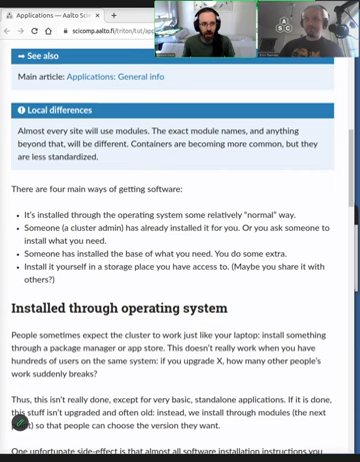 Applications — Aalto Sci
scicomp.aalto.fi/triton/tut/app
A
S C
➡ See also
Main article: Applications: General info
Local differences
Almost every site will use modules. The exact module names, and anything
beyond that, will be different. Containers are becoming more common, but they
are less standardized.
There are four main ways of getting software:
• It's installed through the operating system some relatively “normal” way.
• Someone (a cluster admin) has already installed it for you. Or you ask someone to
install what you need.
• Someone has installed the base of what you need. You do some extra.
• Install it yourself in a storage place you have access to. (Maybe you share it with
others?)
Installed through operating system
People sometimes expect the cluster to work just like your laptop: install something
through a package manager or app store. This doesn't really work when you have
hundreds of users on the same system: if you upgrade X, how many other people's
work suddenly breaks?
Thus, this isn't really done, except for very basic, standalone applications. If it is done,
this stuff isn't upgraded and often old: instead, we install through modules (the next
so that people can choose the version they want.
One unfortunate side-effect is that almost all software installation instructions you